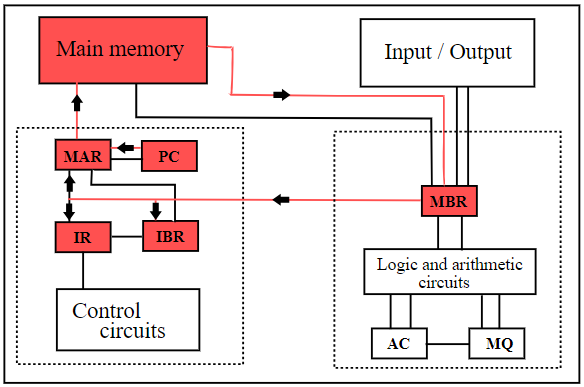 Main memory
Input / Output
MAR
PC
MBR
IR
IBR
Logic and arithmetic
circuits
Control
circuits
AC
MQ